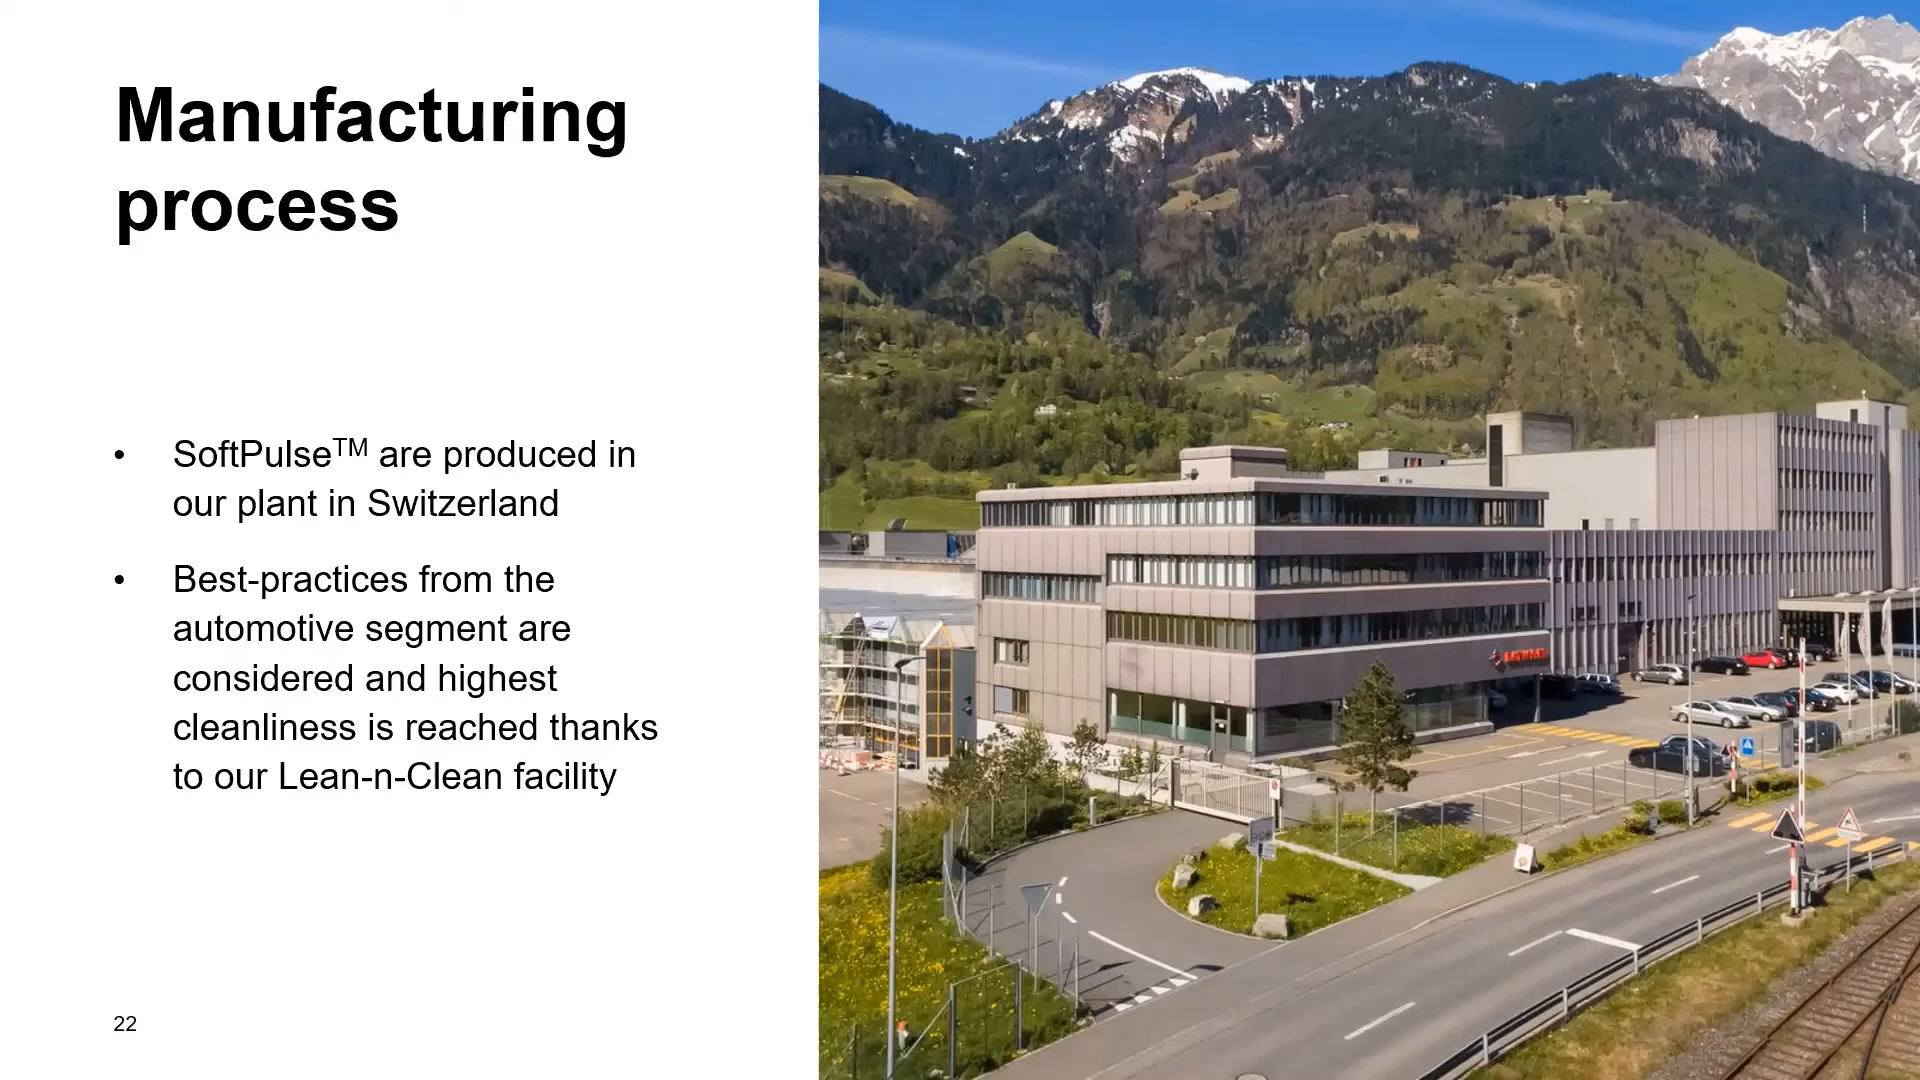 Manufacturing
process
• SoftPulse™ are produced in
our plant in Switzerland
• Best-practices from the
automotive segment are
considered and highest
cleanliness is reached thanks
to our Lean-n-Clean facility
22